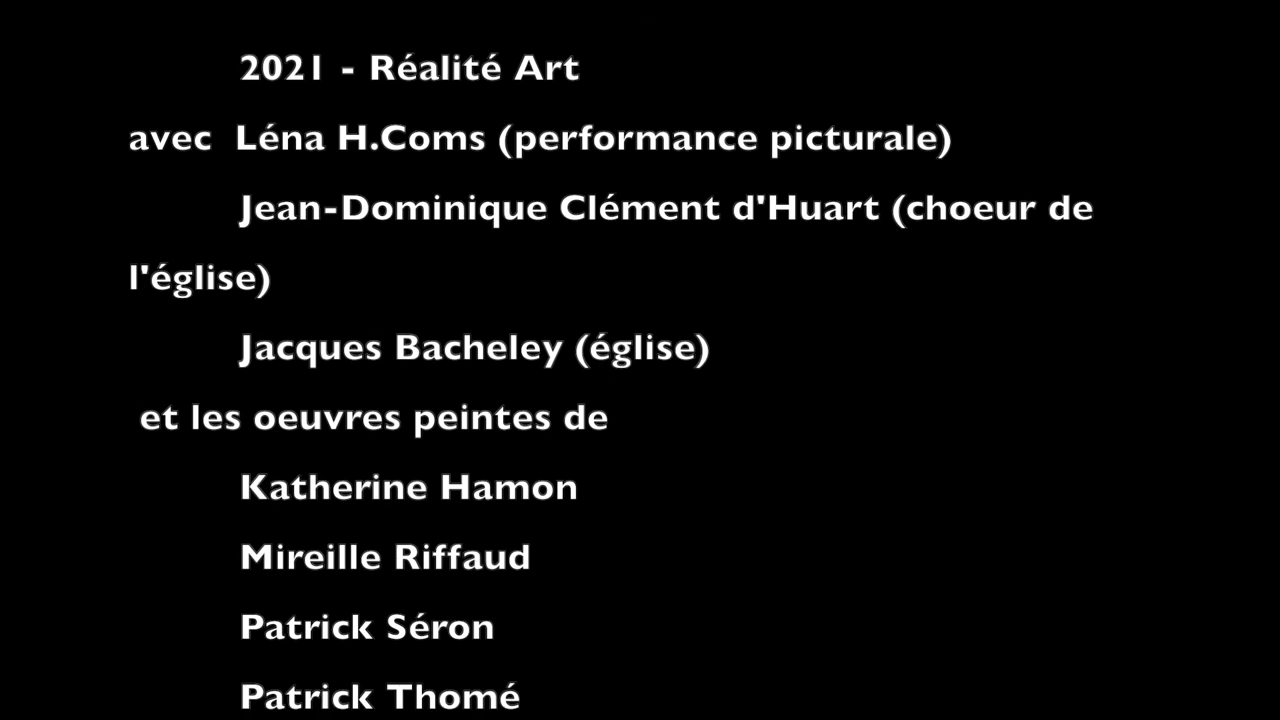 2021 - Réalité Art
avec Léna H.Coms (performance picturale)
Jean-Dominique Clément d'Huart (choeur de
l'église)
Jacques Bacheley (église)
et les oeuvres peintes de
Katherine Hamon
Mireille Riffaud
Patrick Séron
Patrick Thomé